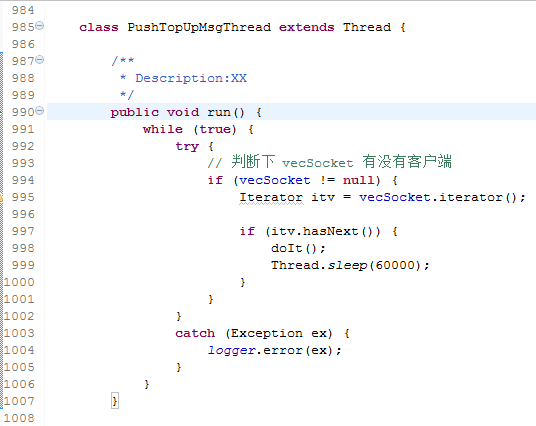 984
985 class PushTopUpMsgThread extends Thread {
986
987 /**
988 * Description:XX
989 */
990 public void run() {
991 while (true) {
992 try {
993 // 判断下 vecSocket 有没有客户端
994 if (vecSocket != null) {
995 Iterator itv = vecSocket.iterator();
996
997 if (itv.hasNext()) {
998 doIt();
999 Thread.sleep(60000);
1000 }
1001 }
1002 }
1003 catch (Exception ex) {
1004 logger.error(ex);
1005 }
1006 }
1007 }
1008